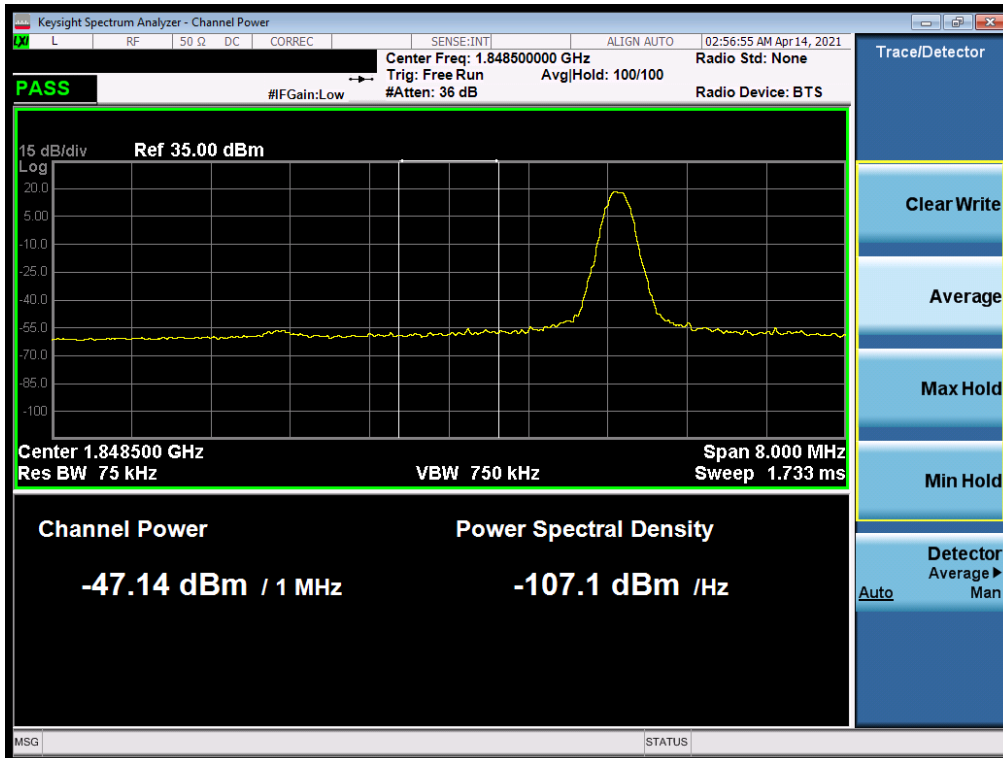 Keysight Spectrum Analyzer - Channel Power
LXI L RF 50 Ω DC CORREC SENSE:INT ALIGN AUTO 02:56:55 AM Apr 14, 2021
Center Freq: 1.848500000 GHz Radio Std: None
Trig: Free Run Avg|Hold: 100/100
PASS #IFGain:Low #Atten: 36 dB Radio Device: BTS
15 dB/div Ref 35.00 dBm
Log
20.0
5.00
-10.0
-25.0
-40.0
-55.0
-70.0
-85.0
-100
Center 1.848500 GHz Span 8.000 MHz
Res BW 75 kHz VBW 750 kHz Sweep 1.733 ms
Channel Power Power Spectral Density
-47.14 dBm / 1 MHz -107.1 dBm /Hz
MSG STATUS
Trace/Detector
Clear Write
Average
Max Hold
Min Hold
Detector
Average▶
Auto Man